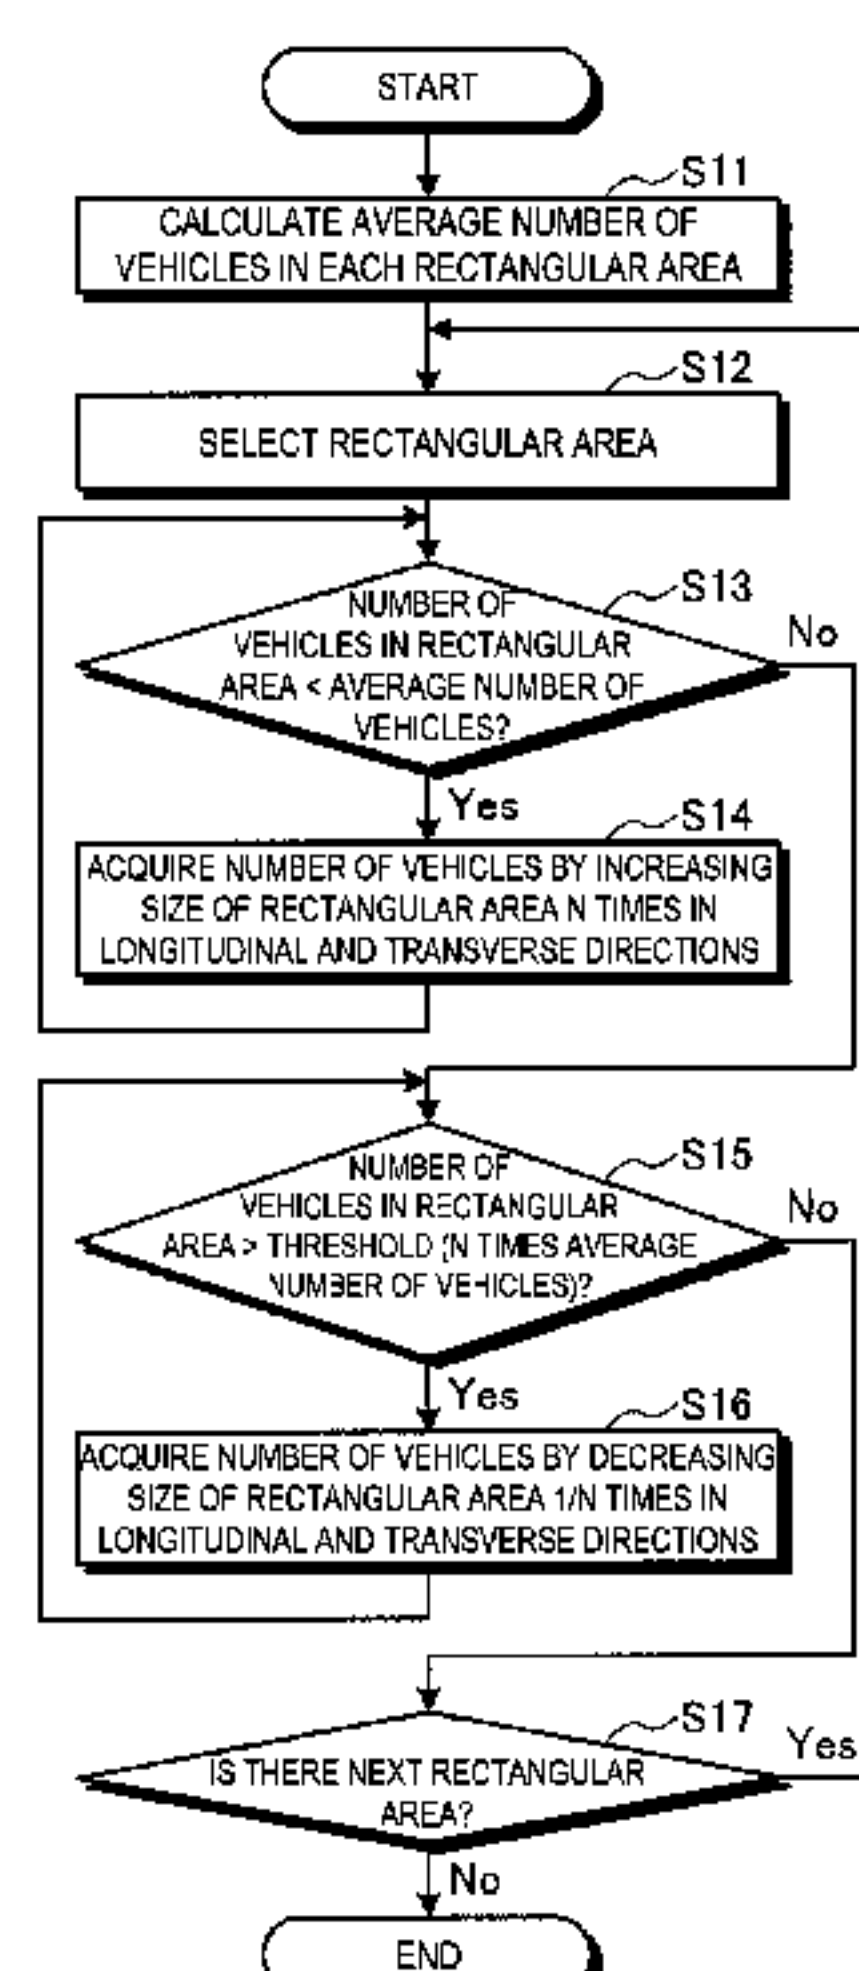 START
S11
CALCULATE AVERAGE NUMBER OF
VEHICLES IN EACH RECTANGULAR AREA
S12
SELECT RECTANGULAR AREA
S13
NUMBER OF
VEHICLES IN RECTANGULAR
AREA < AVERAGE NUMBER OF
VEHICLES?
No
Yes
S14
ACQUIRE NUMBER OF VEHICLES BY INCREASING
SIZE OF RECTANGULAR AREA N TIMES IN
LONGITUDINAL AND TRANSVERSE DIRECTIONS
S15
NUMBER OF
VEHICLES IN RECTANGULAR
AREA > THRESHOLD (N TIMES AVERAGE
NUMBER OF VEHICLES)?
No
Yes
S16
ACQUIRE NUMBER OF VEHICLES BY DECREASING
SIZE OF RECTANGULAR AREA 1/N TIMES IN
LONGITUDINAL AND TRANSVERSE DIRECTIONS
S17
IS THERE NEXT RECTANGULAR
AREA?
Yes
No
END